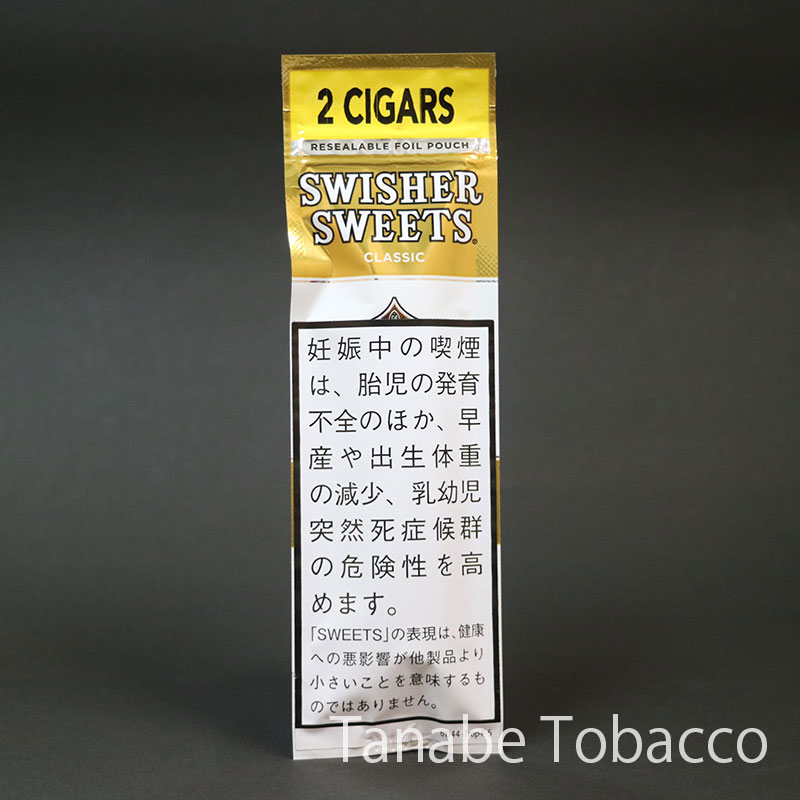 2 CIGARS
RESEALABLE FOIL POUCH
SWISHER
SWEETS®
CLASSIC
妊娠中の喫煙
は、胎児の発育
不全のほか、早
産や出生体重
の減少、乳幼児
突然死症候群
の危険性を高
めます。
「SWEETS」の表現は、健康
への悪影響が他製品より
小さいことを意味するも
のではありません。
Tanabe Tobacco